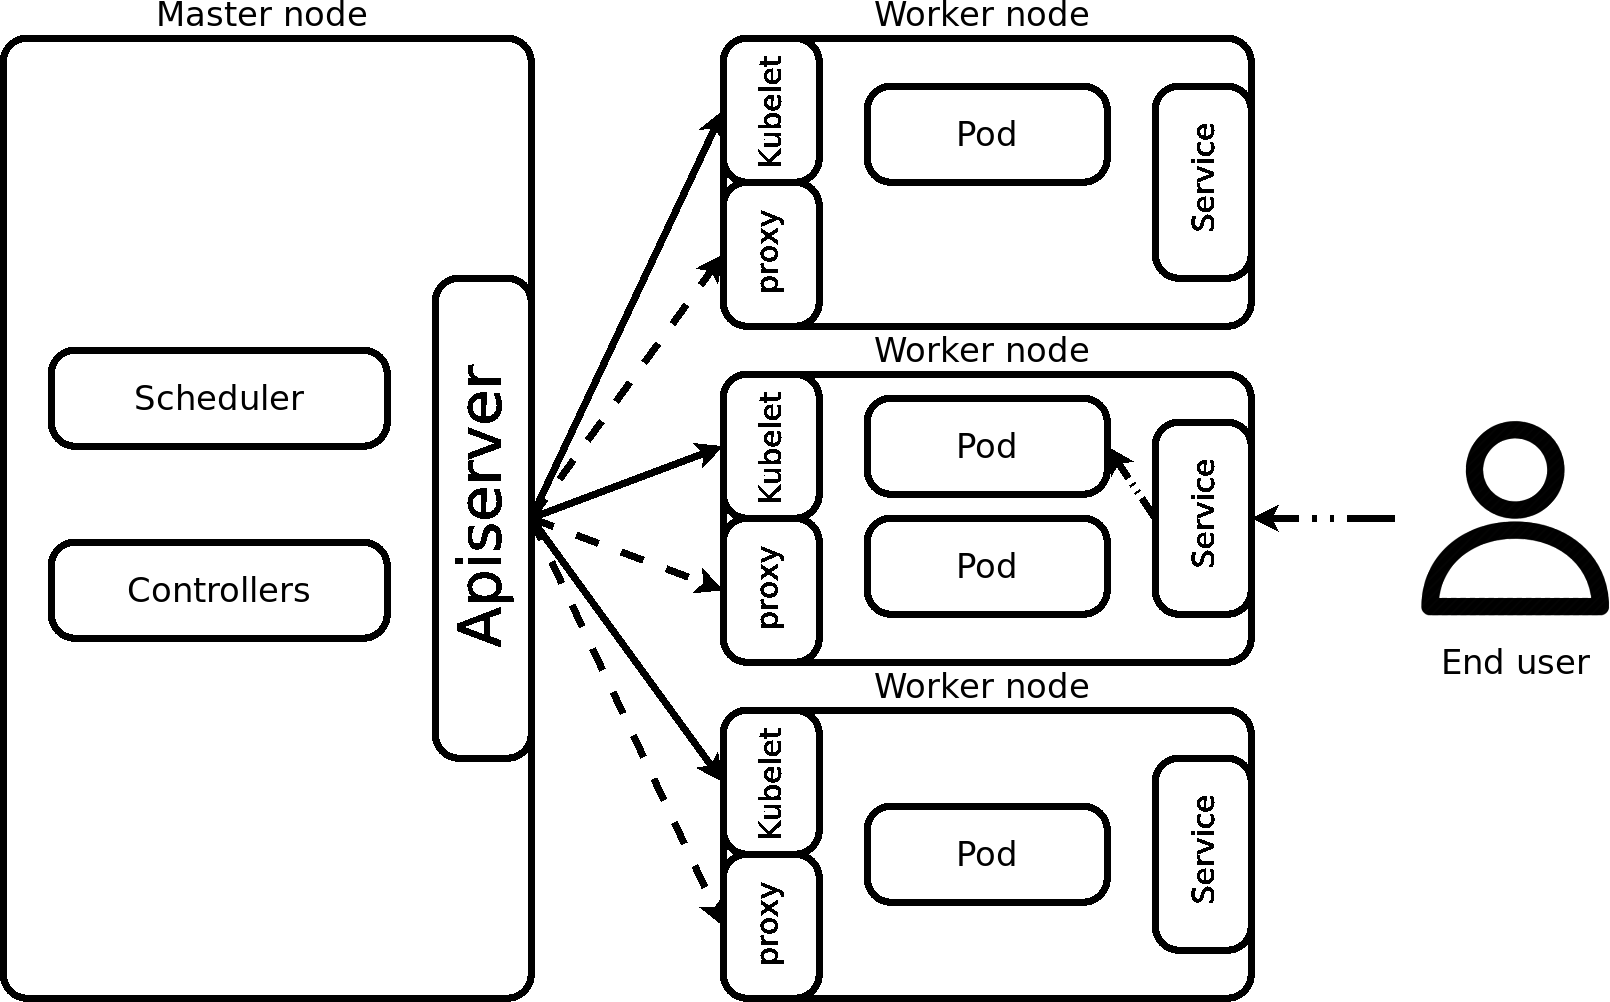 Master node
Scheduler
Controllers
Apiserver
Worker node
Kubelet
proxy
Pod
Service
Worker node
Kubelet
proxy
Pod
Pod
Service
Worker node
Kubelet
proxy
Pod
Service
End user